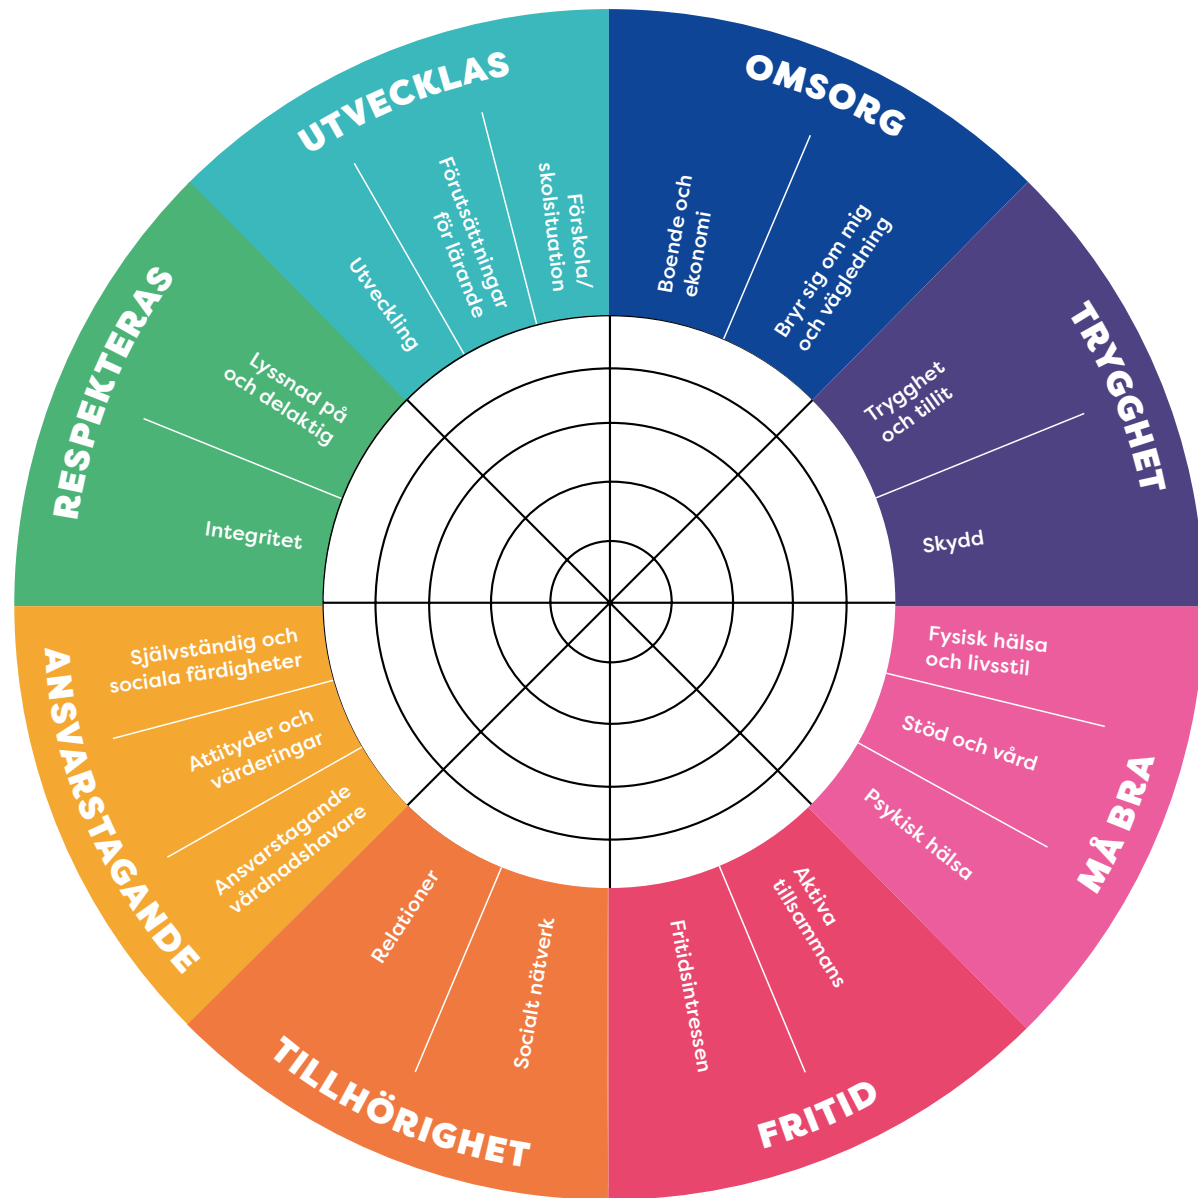 OMSORG
Boende och
ekonomi
Bryr sig om mig
och vägledning
TRYGGHET
Trygghet
och tillit
Skydd
MÅ BRA
Fysisk hälsa
och livsstil
Stöd och vård
Psykisk hälsa
FRITID
Aktiva
tillsammans
Fritidsintressen
TILLHÖRIGHET
Socialt nätverk
Relationer
ANSVARSTAGANDE
Ansvarstagande
vårdnadshavare
Attityder och
värderingar
Självständig och
sociala färdigheter
RESPEKTERAS
Integritet
Lyssnad på
och delaktig
UTVECKLAS
Utveckling
Förutsättningar
för lärande
Förskola/
skolsituation